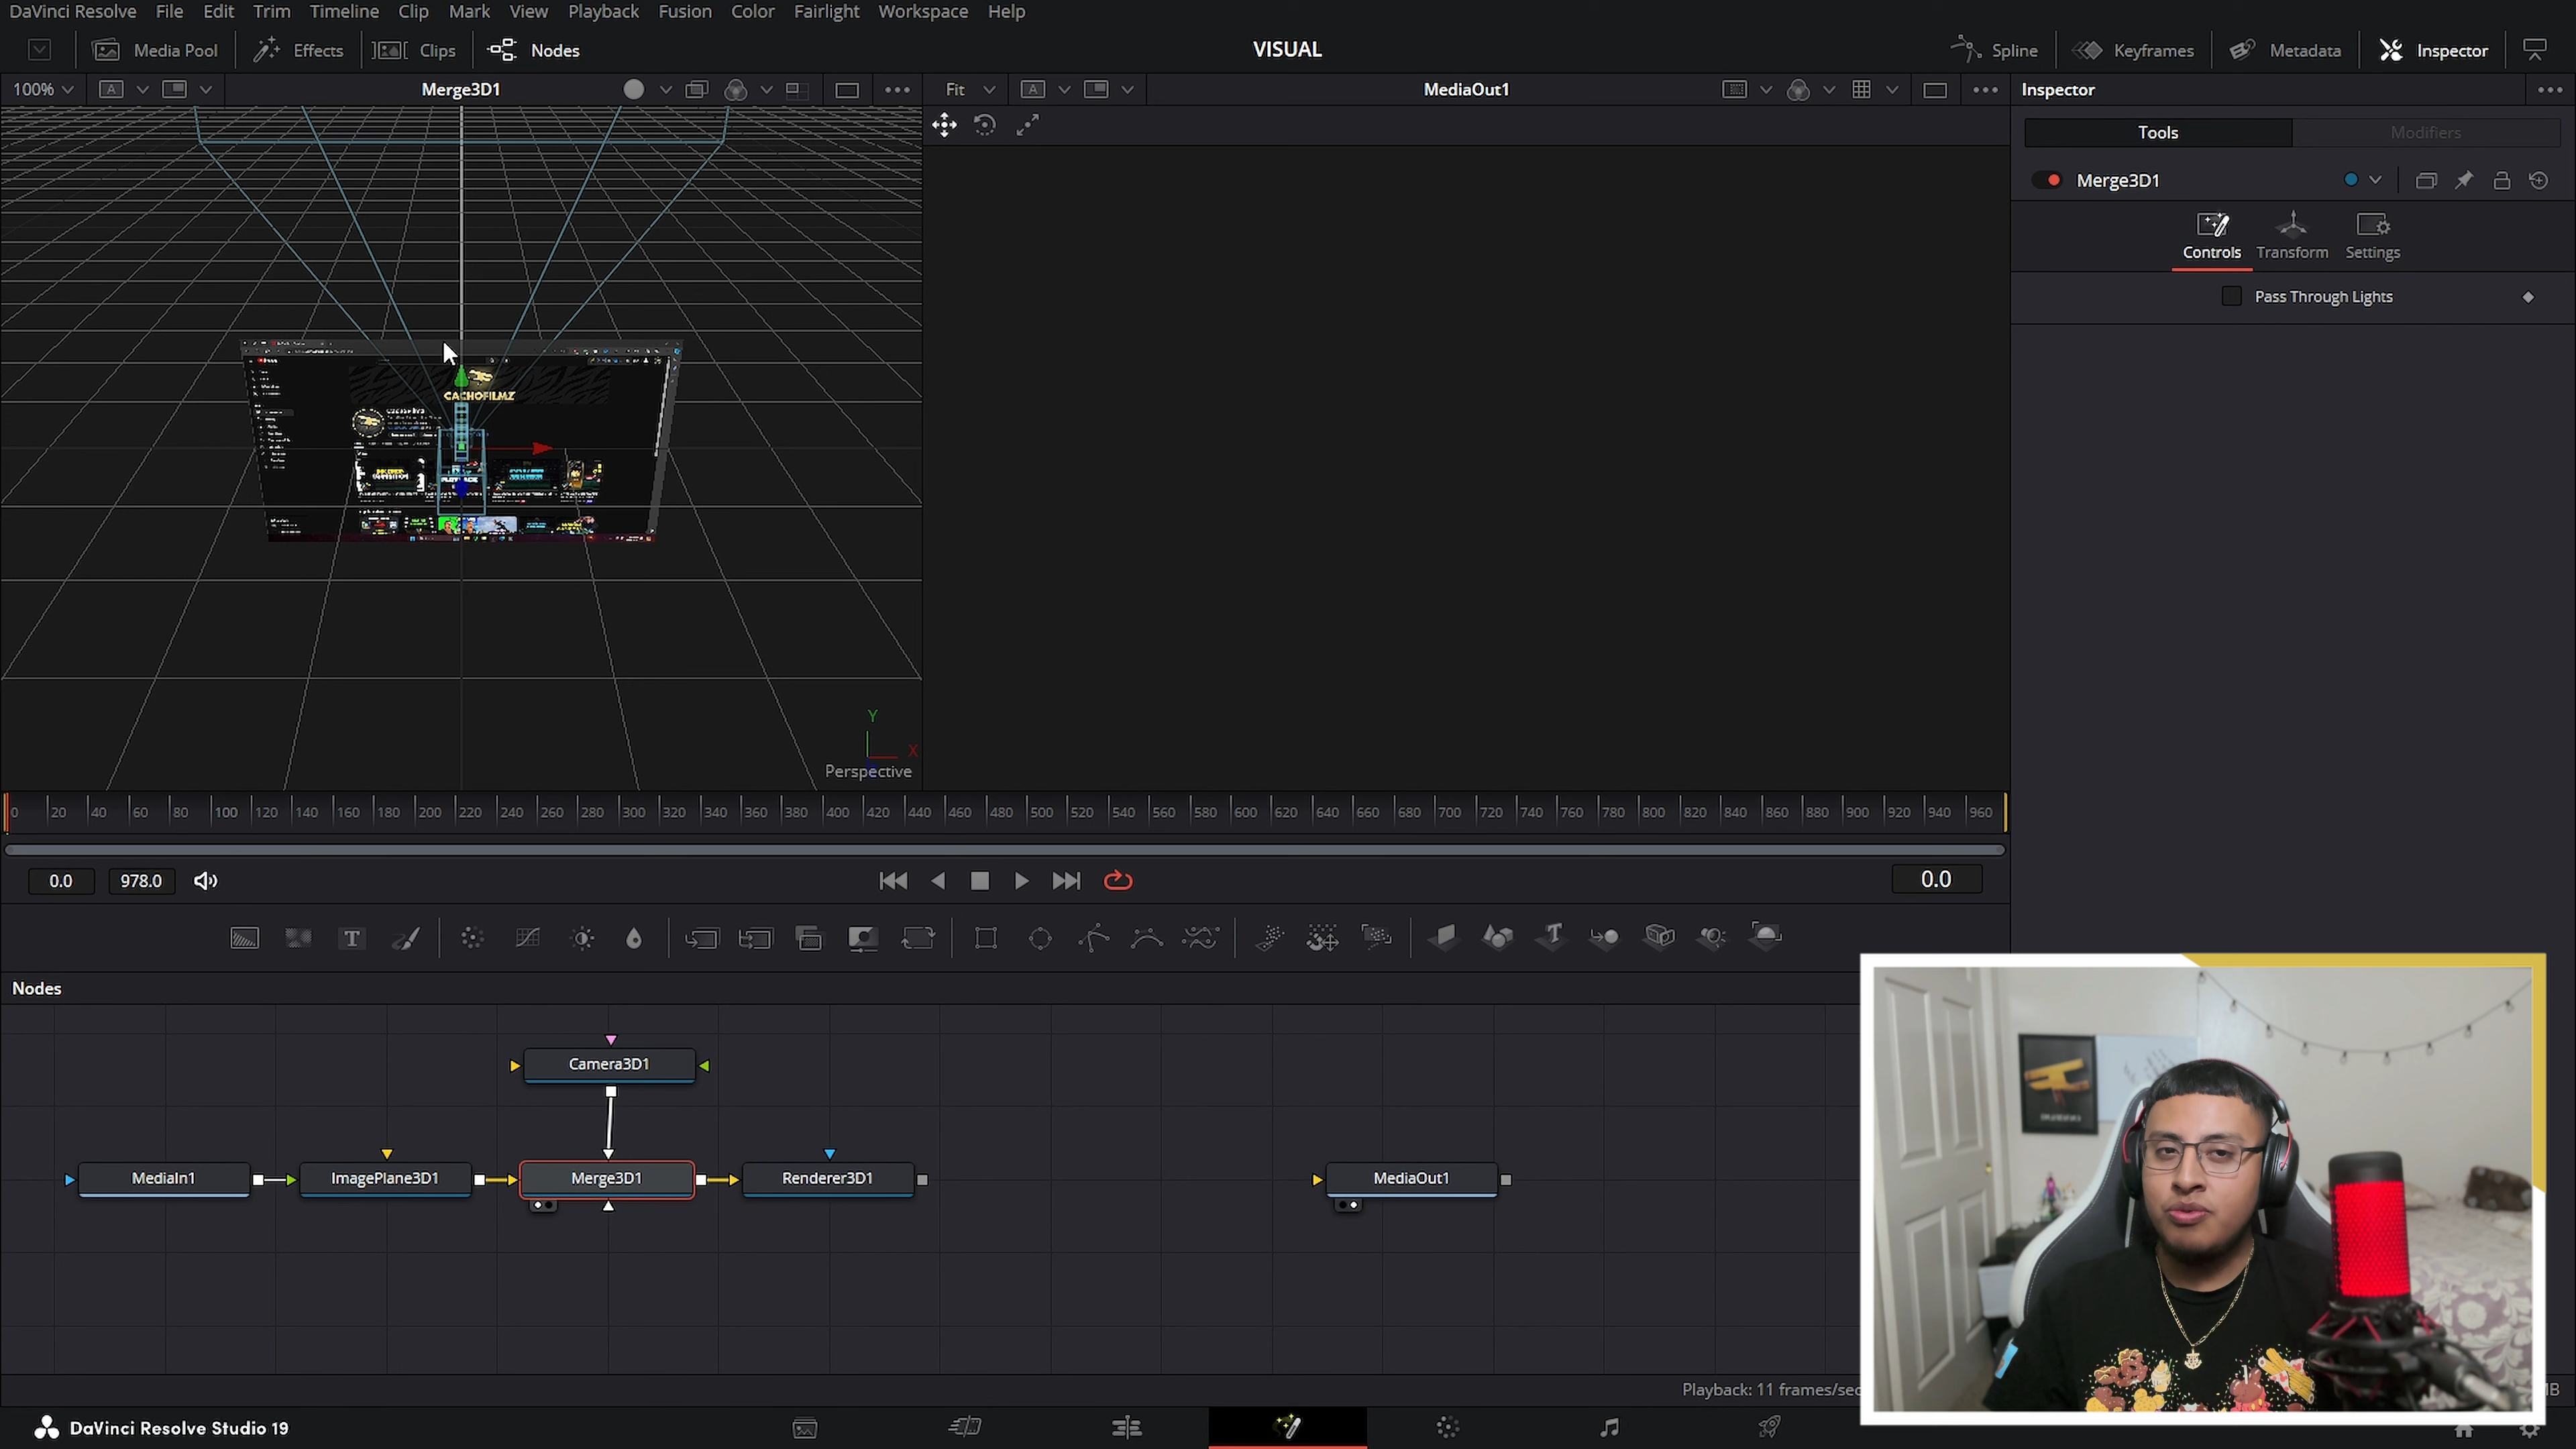 DaVinci Resolve File Edit Trim Timeline Clip Mark View Playback Fusion Color Fairlight Workspace Help
Media Pool Effects Clips Nodes VISUAL Spline Keyframes Metadata Inspector
100% A Merge3D1 Fit A MediaOut1 Inspector
Tools Modifiers
Merge3D1
Controls Transform Settings
Pass Through Lights
CACHOFILMZ
Y
X
Perspective
0 20 40 60 80 100 120 140 160 180 200 220 240 260 280 300 320 340 360 380 400 420 440 460 480 500 520 540 560 580 600 620 640 660 680 700 720 740 760 780 800 820 840 860 880 900 920 940 960
0.0 978.0 0.0
T T
Nodes
Camera3D1
MediaIn1 ImagePlane3D1 Merge3D1 Renderer3D1 MediaOut1
Playback: 11 frames/sec
DaVinci Resolve Studio 19